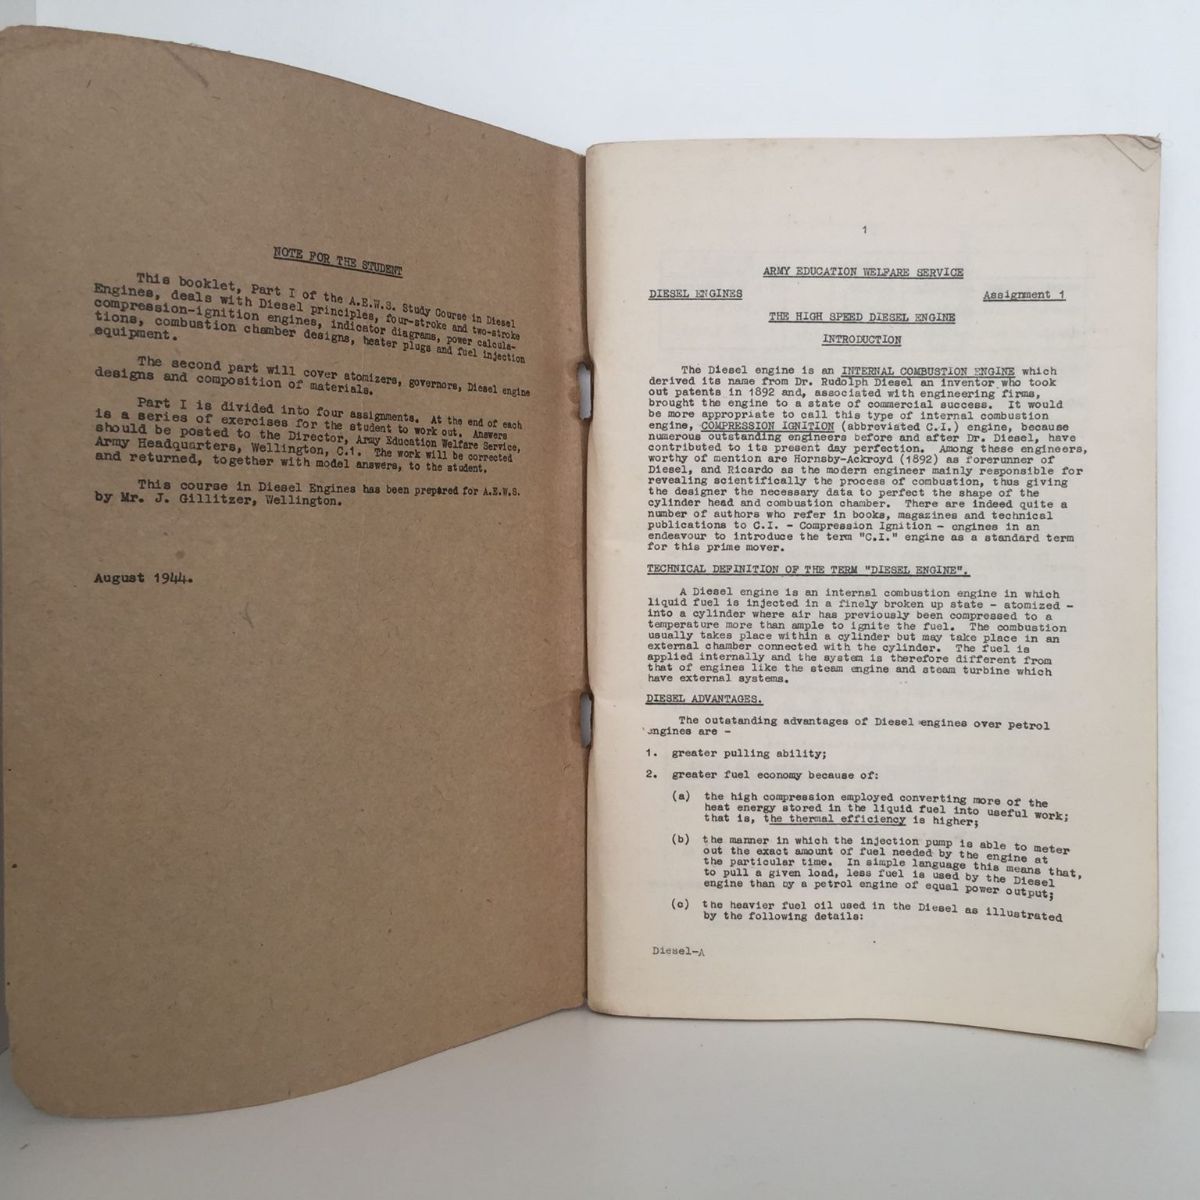 NOTE FOR THE STUDENT
This booklet, Part I of the A.E.W.S. Study Course in Diesel
Engines, deals with Diesel principles, four-stroke and two-stroke
compression-ignition engines, indicator diagrams, power calcula-
tions, combustion chamber designs, heater plugs and fuel injection
equipment.
The second part will cover atomizers, governors, Diesel engine
designs and composition of materials.
Part I is divided into four assignments. At the end of each
is a series of exercises for the student to work out. Answers
should be posted to the Director, Army Education Welfare Service,
Army Headquarters, Wellington, C.1. The work will be corrected
and returned, together with model answers, to the student.
This course in Diesel Engines has been prepared for A.E.W.S.
by Mr. J. Gillitzer, Wellington.
August 1944.
1
ARMY EDUCATION WELFARE SERVICE
DIESEL ENGINES Assignment 1
THE HIGH SPEED DIESEL ENGINE
INTRODUCTION
The Diesel engine is an INTERNAL COMBUSTION ENGINE which
derived its name from Dr. Rudolph Diesel an inventor who took
out patents in 1892 and, associated with engineering firms,
brought the engine to a state of commercial success. It would
be more appropriate to call this type of internal combustion
engine, COMPRESSION IGNITION (abbreviated C.I.) engine, because
numerous outstanding engineers before and after Dr. Diesel, have
contributed to its present day perfection. Among these engineers,
worthy of mention are Hornsby-Ackroyd (1892) as forerunner of
Diesel, and Ricardo as the modern engineer mainly responsible for
revealing scientifically the process of combustion, thus giving
the designer the necessary data to perfect the shape of the
cylinder head and combustion chamber. There are indeed quite a
number of authors who refer in books, magazines and technical
publications to C.I. - Compression Ignition - engines in an
endeavour to introduce the term "C.I." engine as a standard term
for this prime mover.
TECHNICAL DEFINITION OF THE TERM "DIESEL ENGINE".
A Diesel engine is an internal combustion engine in which
liquid fuel is injected in a finely broken up state - atomized -
into a cylinder where air has previously been compressed to a
temperature more than ample to ignite the fuel. The combustion
usually takes place within a cylinder but may take place in an
external chamber connected with the cylinder. The fuel is
applied internally and the system is therefore different from
that of engines like the steam engine and steam turbine which
have external systems.
DIESEL ADVANTAGES.
The outstanding advantages of Diesel engines over petrol
engines are -
1. greater pulling ability;
2. greater fuel economy because of:
(a) the high compression employed converting more of the
heat energy stored in the liquid fuel into useful work;
that is, the thermal efficiency is higher;
(b) the manner in which the injection pump is able to meter
out the exact amount of fuel needed by the engine at
the particular time. In simple language this means that,
to pull a given load, less fuel is used by the Diesel
engine than by a petrol engine of equal power output;
(c) the heavier fuel oil used in the Diesel as illustrated
by the following details:
Diesel-A